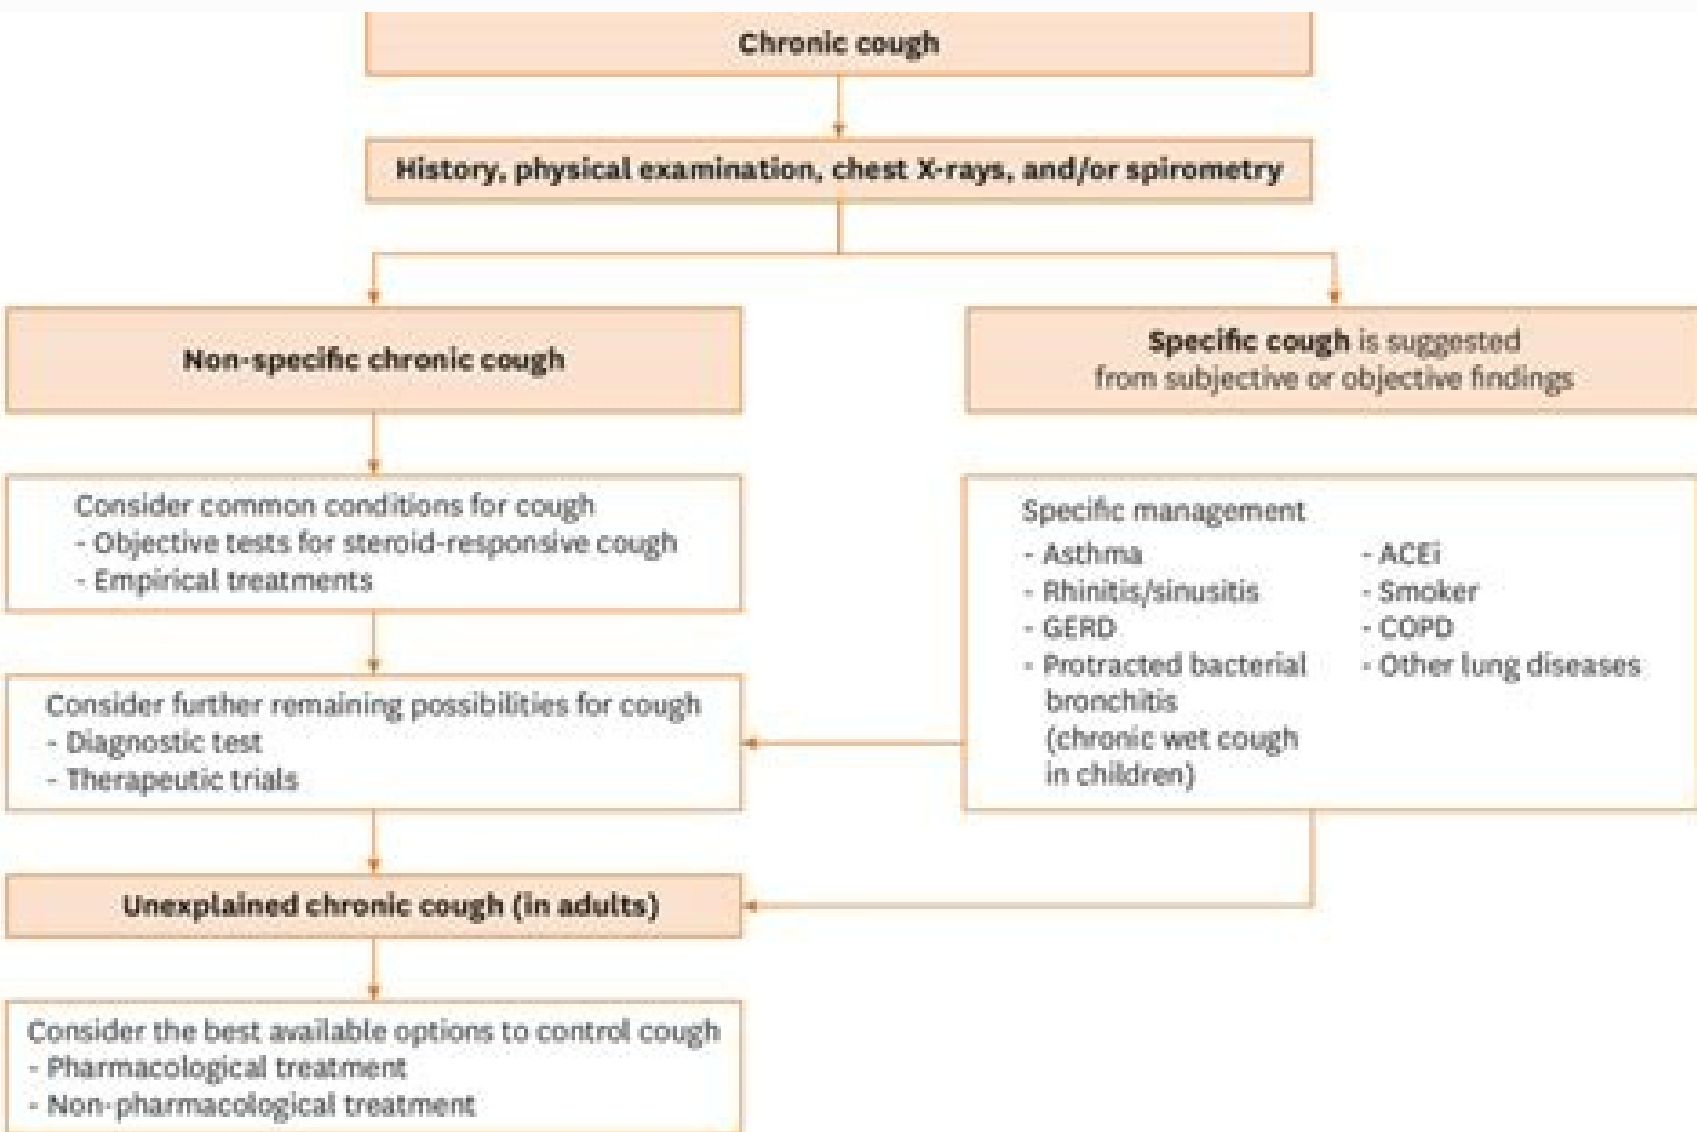 Chronic cough
History, physical examination, chest X-rays, and/or spirometry
Non-specific chronic cough
Specific cough is suggested
from subjective or objective findings
Consider common conditions for cough
- Objective tests for steroid-responsive cough
- Empirical treatments
Specific management
- Asthma
- Rhinitis/sinusitis
- GERD
- Protracted bacterial
bronchitis
(chronic wet cough
in children)
- ACEi
- Smoker
- COPD
- Other lung diseases
Consider further remaining possibilities for cough
- Diagnostic test
- Therapeutic trials
Unexplained chronic cough (in adults)
Consider the best available options to control cough
- Pharmacological treatment
- Non-pharmacological treatment